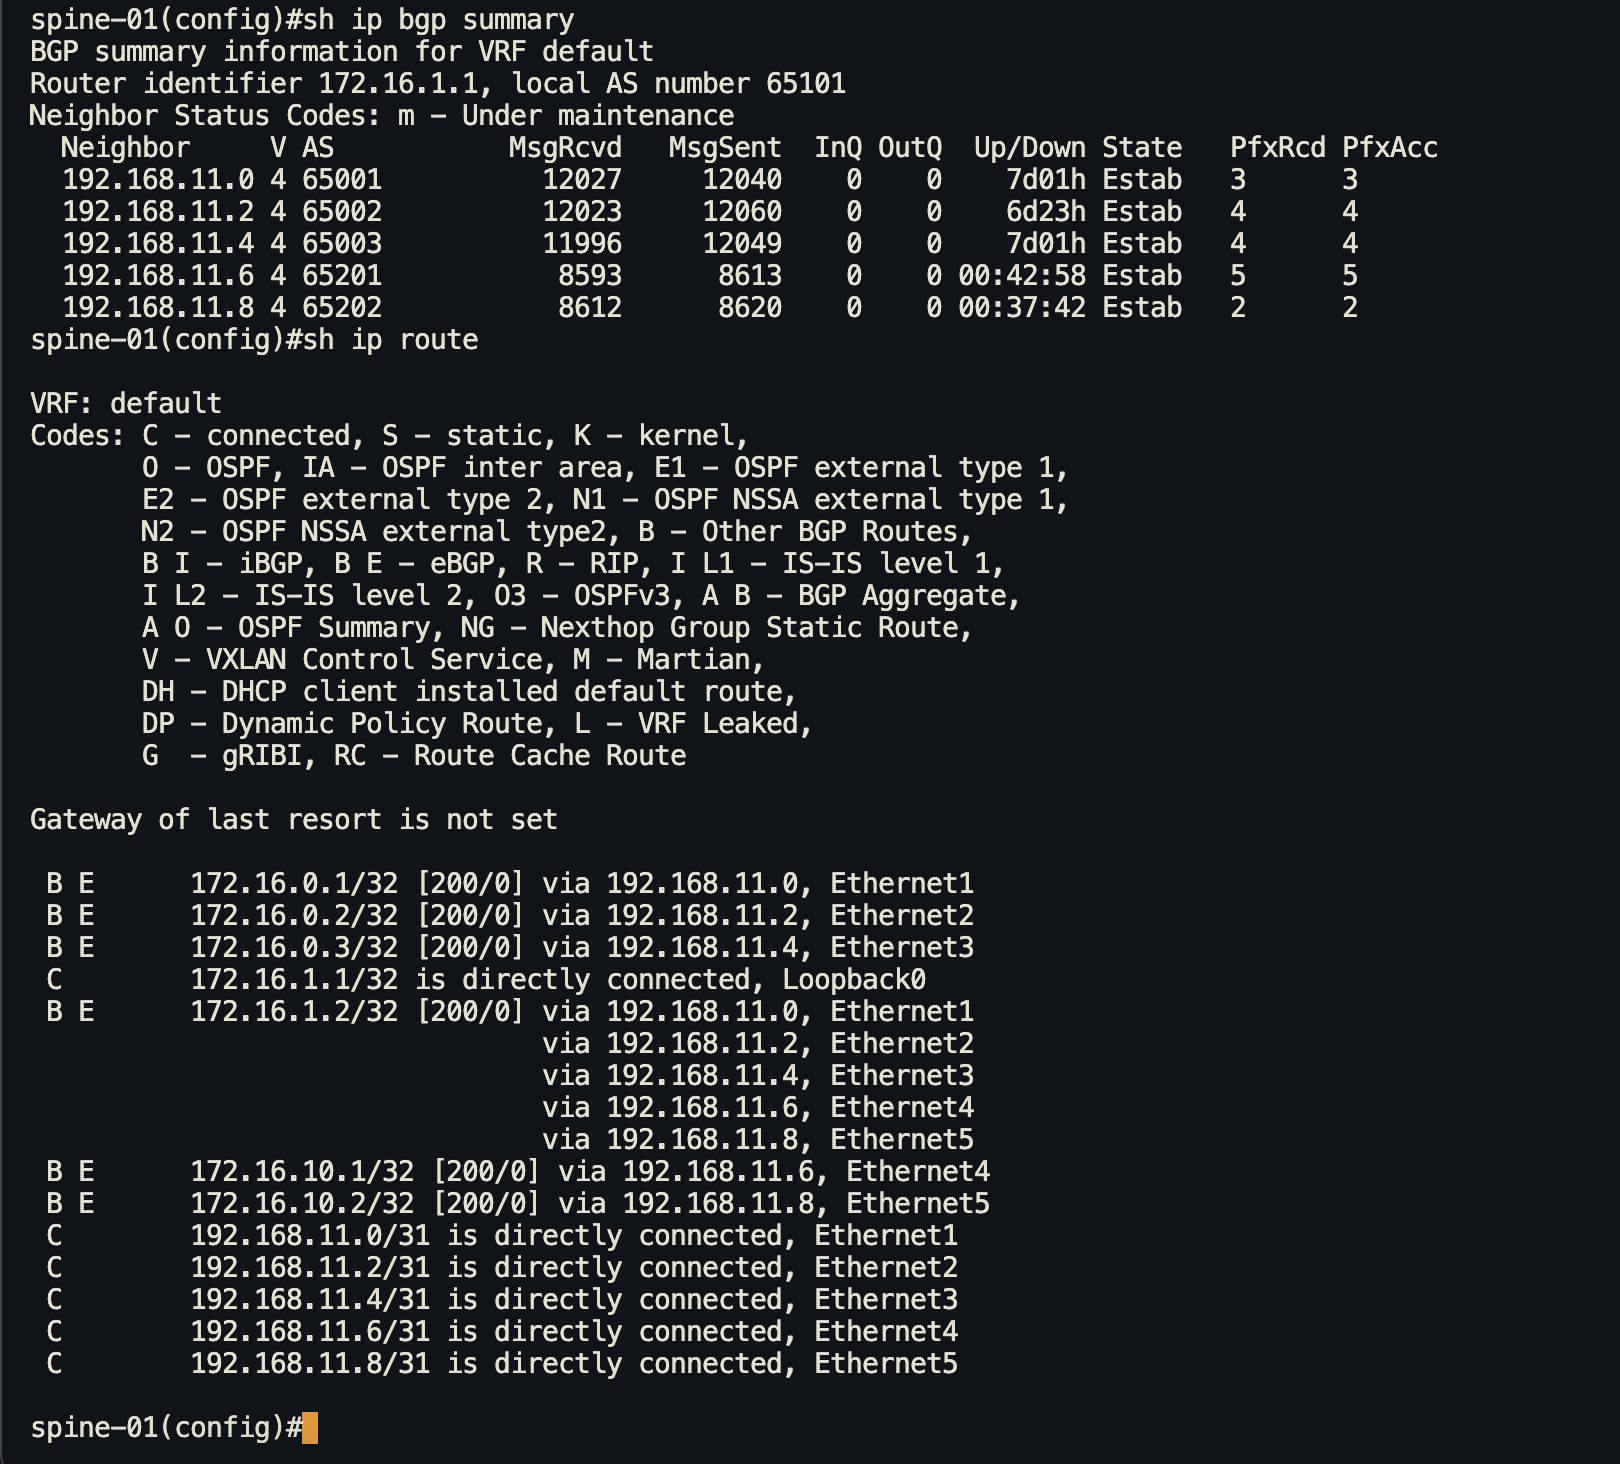 spine-01(config)#sh ip bgp summary
BGP summary information for VRF default
Router identifier 172.16.1.1, local AS number 65101
Neighbor Status Codes: m - Under maintenance
  Neighbor     V AS           MsgRcvd   MsgSent  InQ OutQ  Up/Down State   PfxRcd PfxAcc
  192.168.11.0 4 65001          12027     12040    0    0    7d01h Estab   3      3
  192.168.11.2 4 65002          12023     12060    0    0    6d23h Estab   4      4
  192.168.11.4 4 65003          11996     12049    0    0    7d01h Estab   4      4
  192.168.11.6 4 65201           8593      8613    0    0 00:42:58 Estab   5      5
  192.168.11.8 4 65202           8612      8620    0    0 00:37:42 Estab   2      2
spine-01(config)#sh ip route

VRF: default
Codes: C - connected, S - static, K - kernel,
       O - OSPF, IA - OSPF inter area, E1 - OSPF external type 1,
       E2 - OSPF external type 2, N1 - OSPF NSSA external type 1,
       N2 - OSPF NSSA external type2, B - Other BGP Routes,
       B I - iBGP, B E - eBGP, R - RIP, I L1 - IS-IS level 1,
       I L2 - IS-IS level 2, O3 - OSPFv3, A B - BGP Aggregate,
       A O - OSPF Summary, NG - Nexthop Group Static Route,
       V - VXLAN Control Service, M - Martian,
       DH - DHCP client installed default route,
       DP - Dynamic Policy Route, L - VRF Leaked,
       G  - gRIBI, RC - Route Cache Route

Gateway of last resort is not set

 B E      172.16.0.1/32 [200/0] via 192.168.11.0, Ethernet1
 B E      172.16.0.2/32 [200/0] via 192.168.11.2, Ethernet2
 B E      172.16.0.3/32 [200/0] via 192.168.11.4, Ethernet3
 C        172.16.1.1/32 is directly connected, Loopback0
 B E      172.16.1.2/32 [200/0] via 192.168.11.0, Ethernet1
                                via 192.168.11.2, Ethernet2
                                via 192.168.11.4, Ethernet3
                                via 192.168.11.6, Ethernet4
                                via 192.168.11.8, Ethernet5
 B E      172.16.10.1/32 [200/0] via 192.168.11.6, Ethernet4
 B E      172.16.10.2/32 [200/0] via 192.168.11.8, Ethernet5
 C        192.168.11.0/31 is directly connected, Ethernet1
 C        192.168.11.2/31 is directly connected, Ethernet2
 C        192.168.11.4/31 is directly connected, Ethernet3
 C        192.168.11.6/31 is directly connected, Ethernet4
 C        192.168.11.8/31 is directly connected, Ethernet5

spine-01(config)#